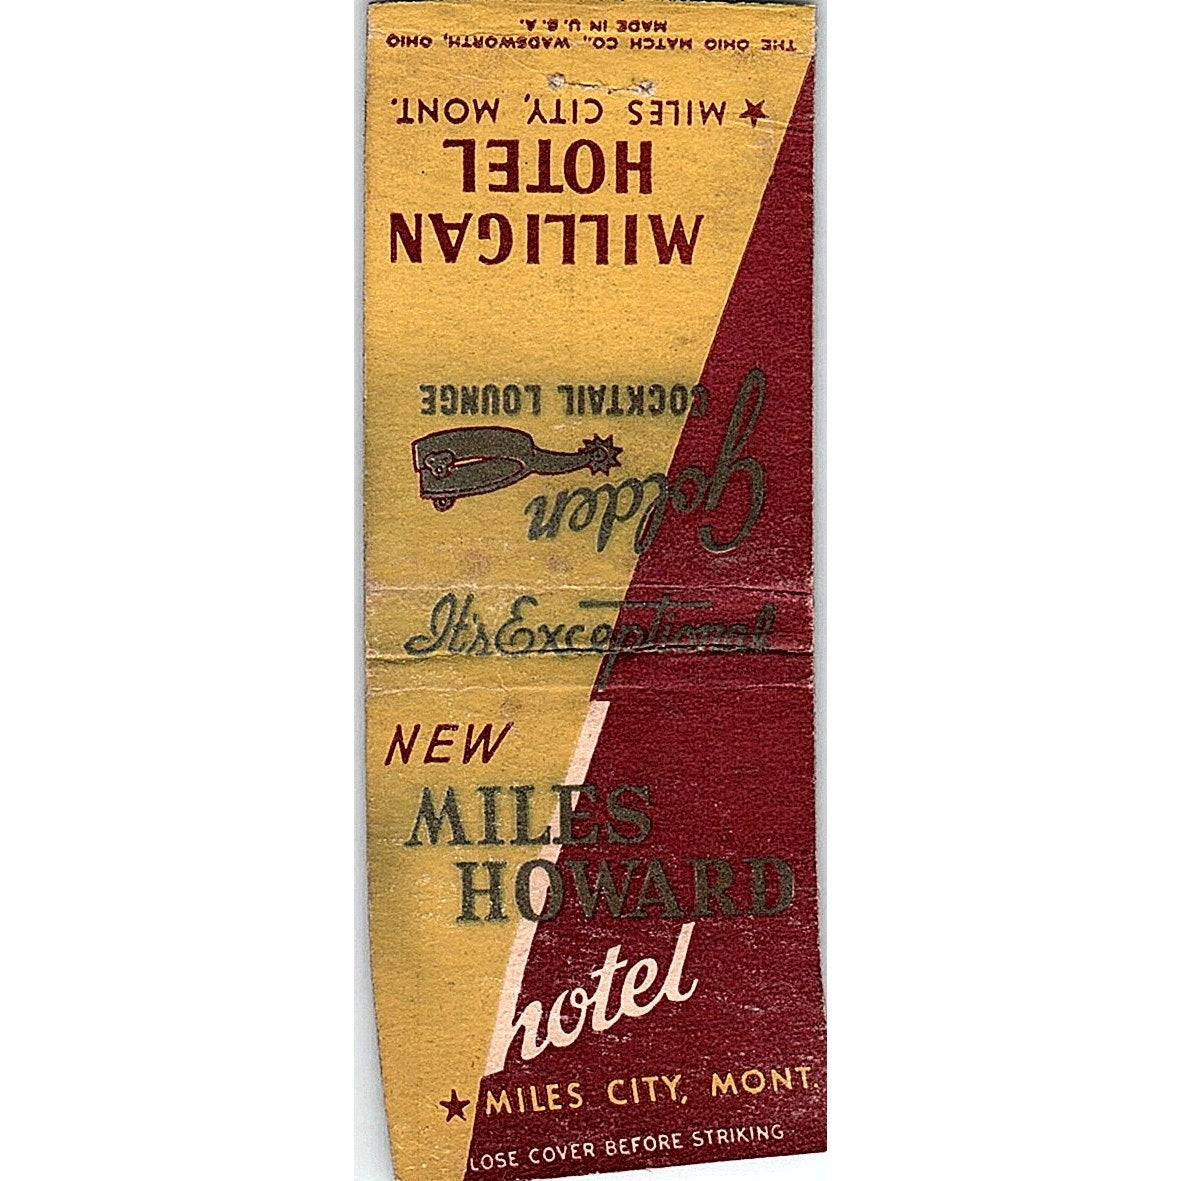 It's Exceptional
NEW
MILES
HOWARD
hotel
★ MILES CITY, MONT.
LOSE COVER BEFORE STRIKING
Golden
COCKTAIL LOUNGE
MILLIGAN
HOTEL
★ MILES CITY, MONT.
THE OHIO MATCH CO., WADSWORTH, OHIO
MADE IN U.S.A.